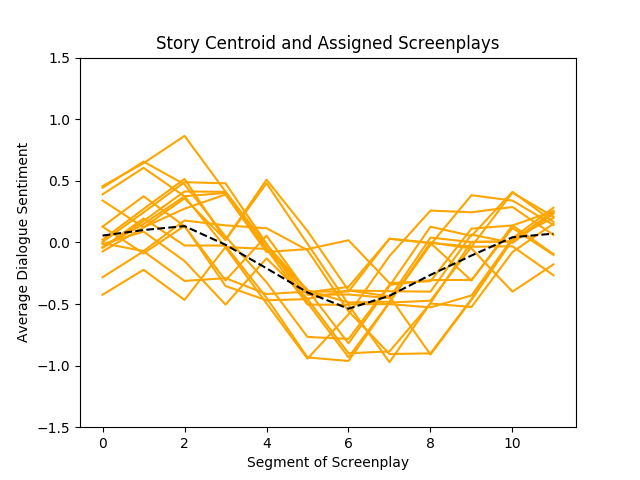 Story Centroid and Assigned Screenplays
Average Dialogue Sentiment
1.5
1.0
0.5
0.0
−0.5
−1.0
−1.5
0 2 4 6 8 10
Segment of Screenplay